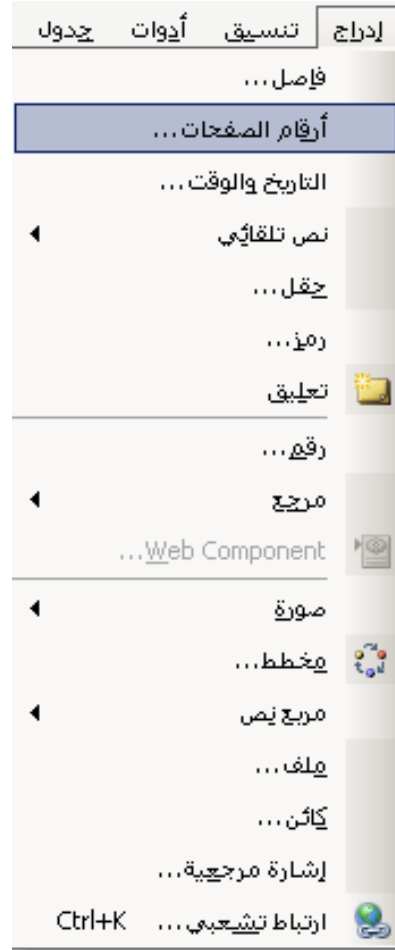 إدراج تنسيق أدوات جدول
فاصل...
أرقام الصفحات...
التاريخ والوقت...
نص تلقائي
حقل...
رمز...
تعليق
رقم...
مرجع
Web Component...
صورة
مخطط...
مربع نص
ملف...
كائن...
إشارة مرجعية...
ارتباط تشعبي... Ctrl+K